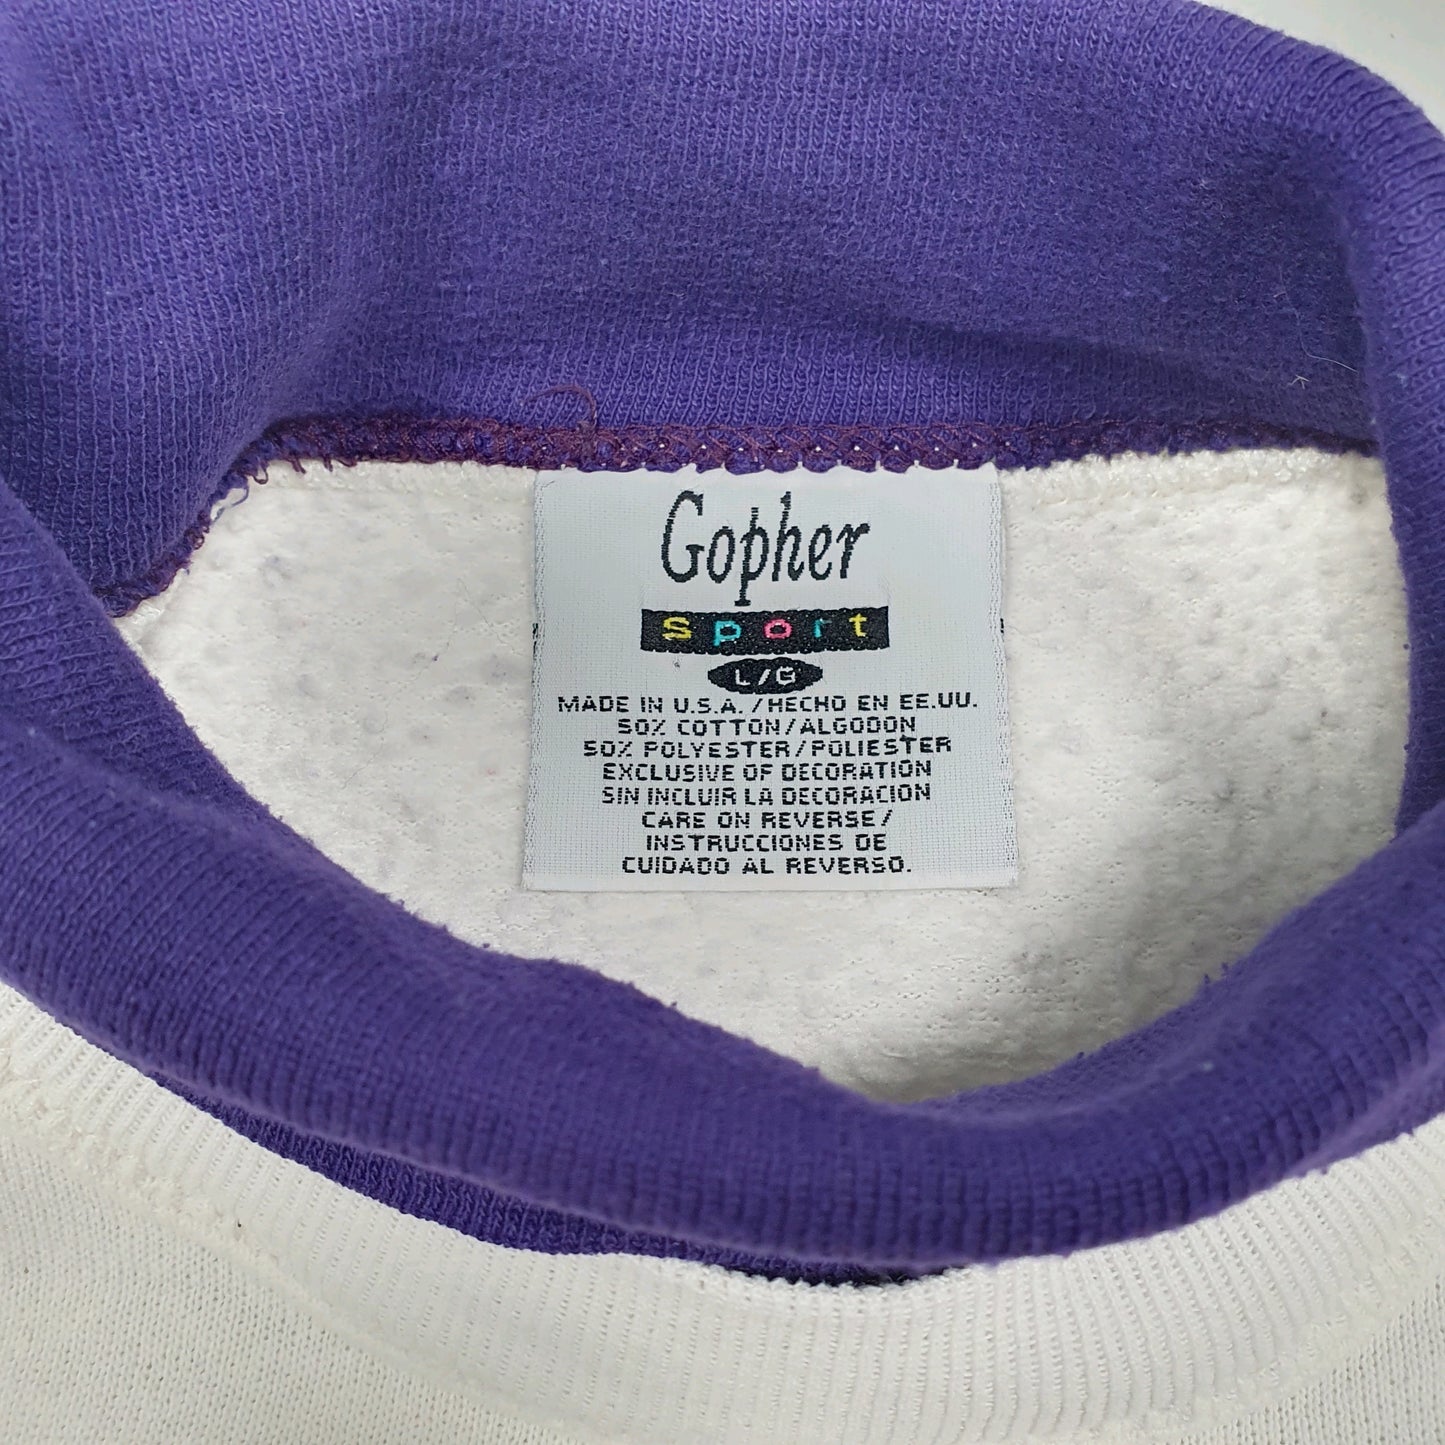 Gopher
sport
L/G
MADE IN U.S.A./HECHO EN EE.UU.
50% COTTON/ALGODON
50% POLYESTER/POLIESTER
EXCLUSIVE OF DECORATION
SIN INCLUIR LA DECORACION
CARE ON REVERSE/
INSTRUCCIONES DE
CUIDADO AL REVERSO.